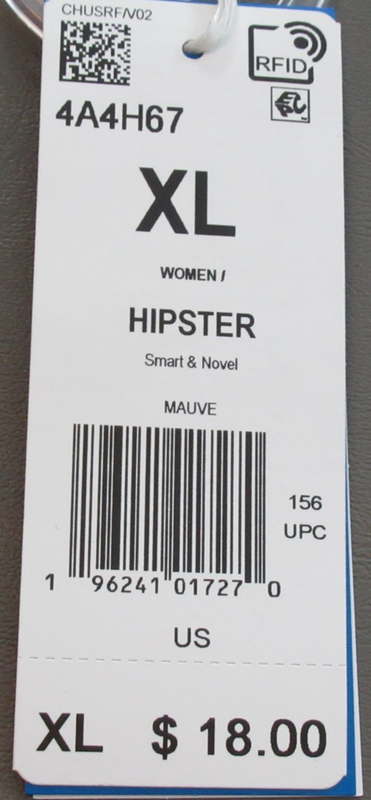 CHUSRF/V02
RFID
4A4H67
XL
WOMEN /
HIPSTER
Smart & Novel
MAUVE
156
UPC
1 96241 01727 0
US
XL $ 18.00